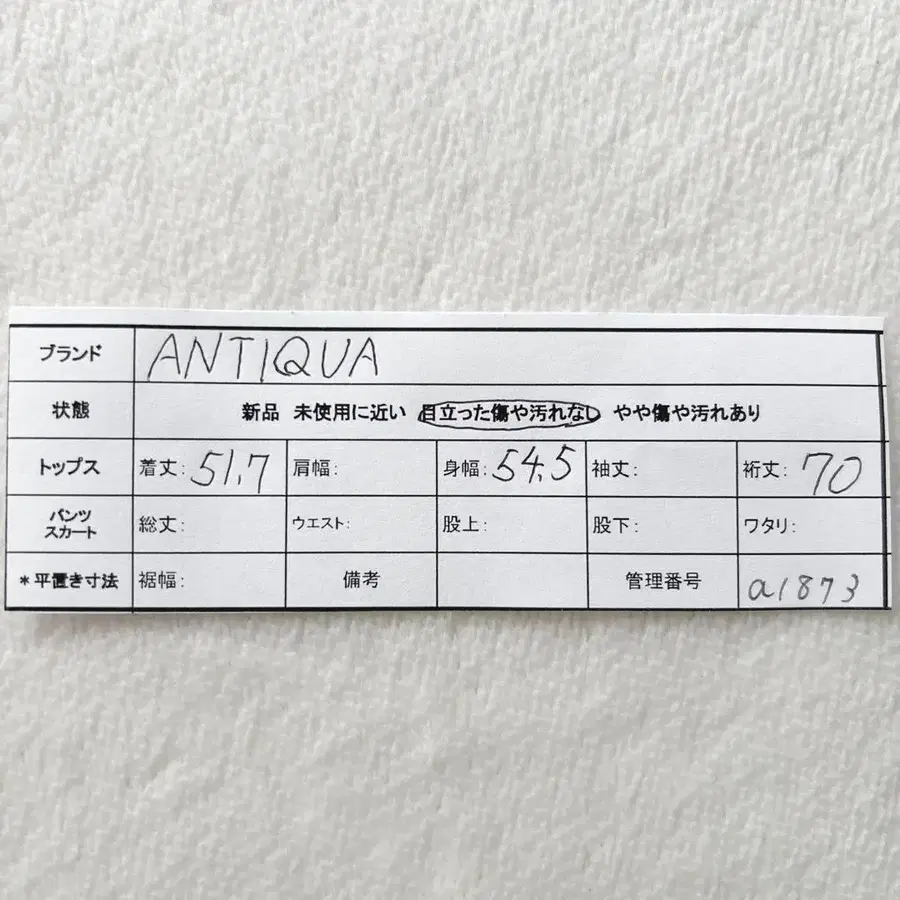 ブランド ANTIQUA
状態 新品 未使用に近い 目立った傷や汚れなし やや傷や汚れあり
トップス 着丈: 51.7 肩幅: 身幅: 54.5 袖丈: 裄丈: 70
パンツ
スカート 総丈: ウエスト: 股上: 股下: ワタリ:
*平置き寸法 裾幅: 備考 管理番号 a1873